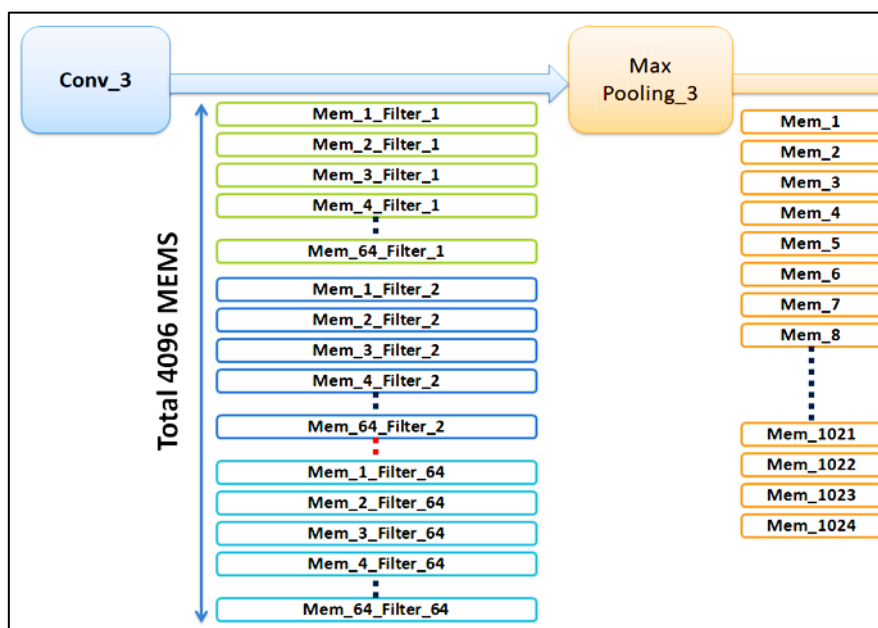 Conv_3
Max
Pooling_3
Total 4096 MEMS
Mem_1_Filter_1
Mem_2_Filter_1
Mem_3_Filter_1
Mem_4_Filter_1
Mem_64_Filter_1
Mem_1_Filter_2
Mem_2_Filter_2
Mem_3_Filter_2
Mem_4_Filter_2
Mem_64_Filter_2
Mem_1_Filter_64
Mem_2_Filter_64
Mem_3_Filter_64
Mem_4_Filter_64
Mem_64_Filter_64
Mem_1
Mem_2
Mem_3
Mem_4
Mem_5
Mem_6
Mem_7
Mem_8
Mem_1021
Mem_1022
Mem_1023
Mem_1024